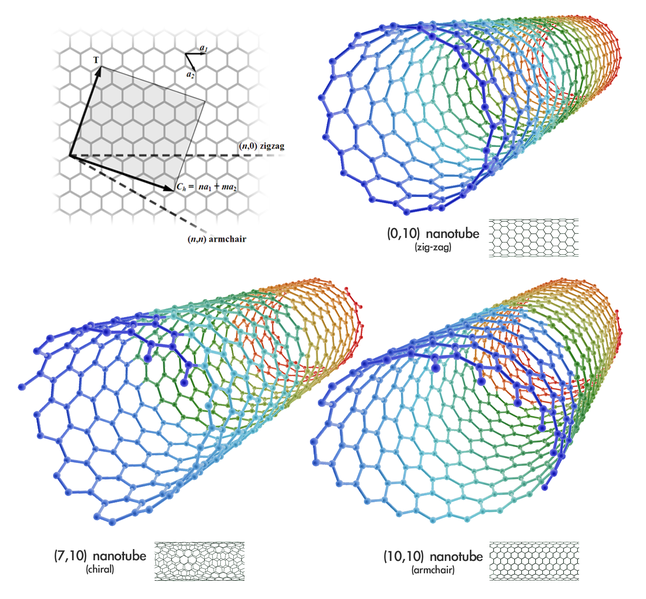 a₁
T
a₂
(n,0) zigzag
Cₕ = na₁ + ma₂
(n,n) armchair
(0,10) nanotube
(zig-zag)
(7,10) nanotube
(chiral)
(10,10) nanotube
(armchair)